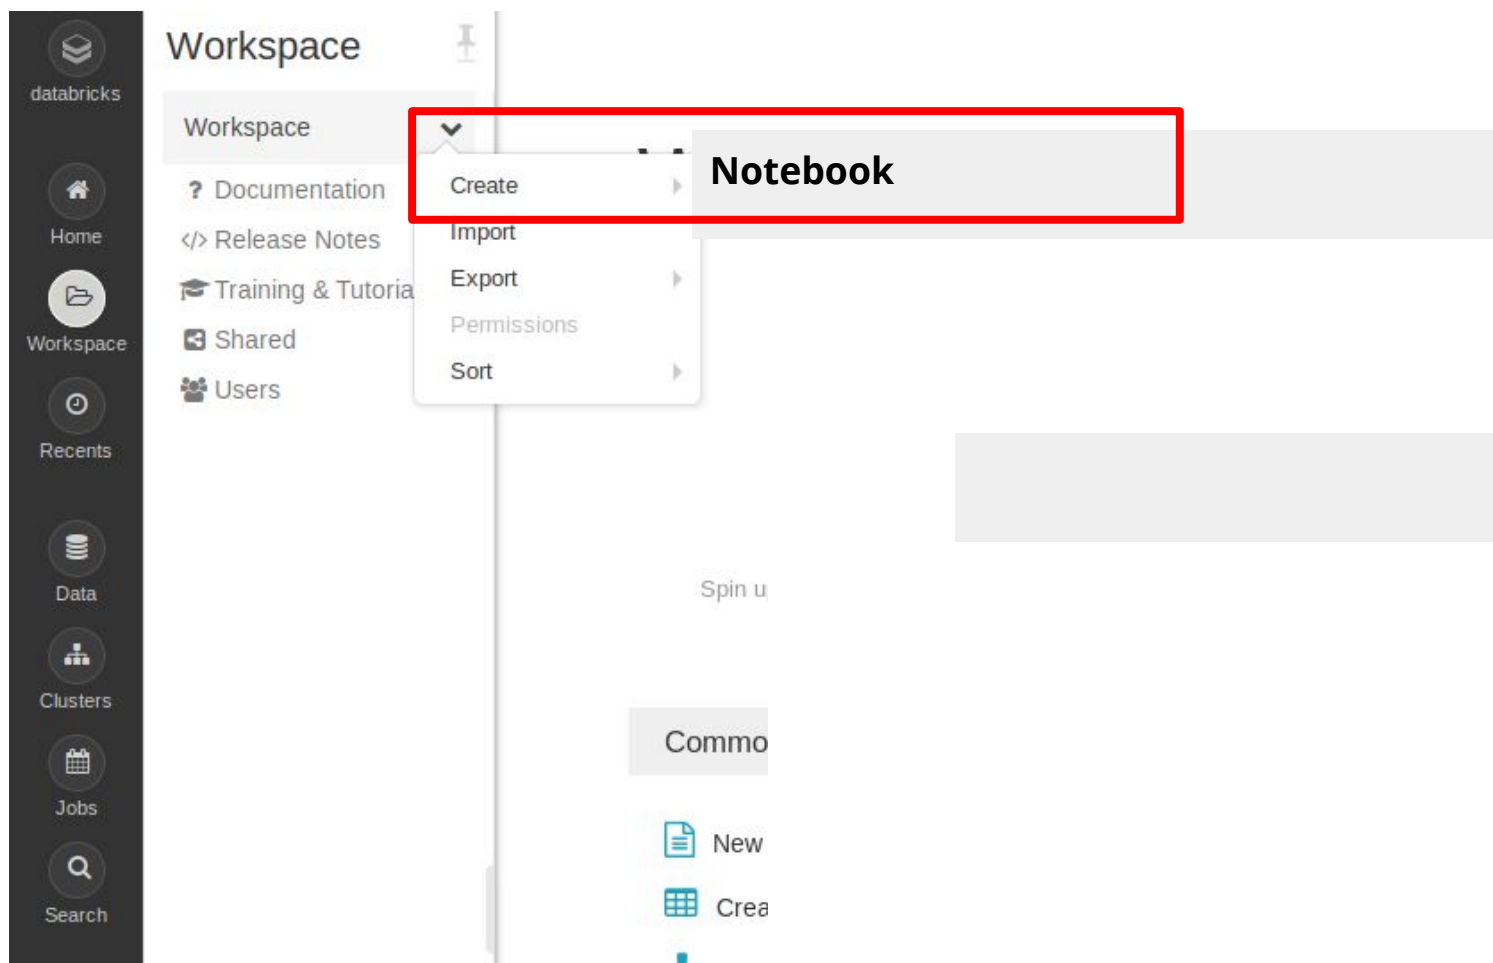 databricks
Home
Workspace
Recents
Data
Clusters
Jobs
Search
Workspace
Workspace
? Documentation
</> Release Notes
Training & Tutoria
Shared
Users
Create
Import
Export
Permissions
Sort
Notebook
Spin u
Commo
New
Crea